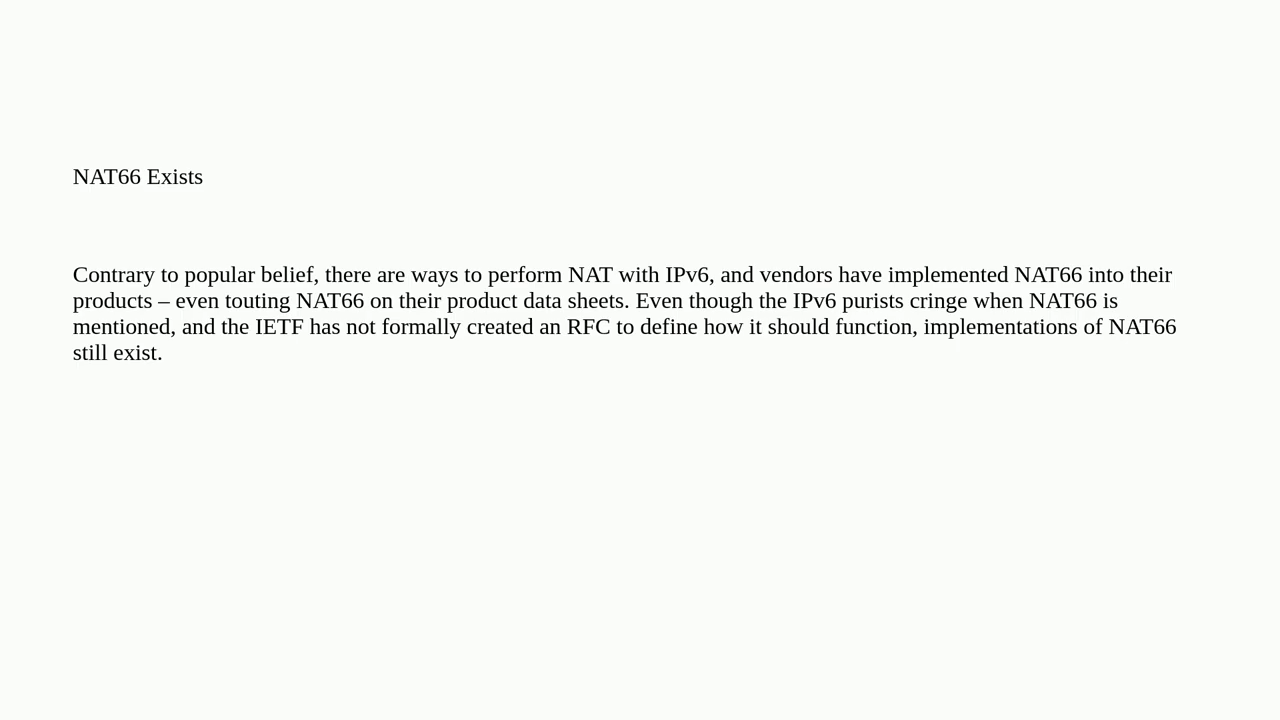 NAT66 Exists
Contrary to popular belief, there are ways to perform NAT with IPv6, and vendors have implemented NAT66 into their
products – even touting NAT66 on their product data sheets. Even though the IPv6 purists cringe when NAT66 is
mentioned, and the IETF has not formally created an RFC to define how it should function, implementations of NAT66
still exist.